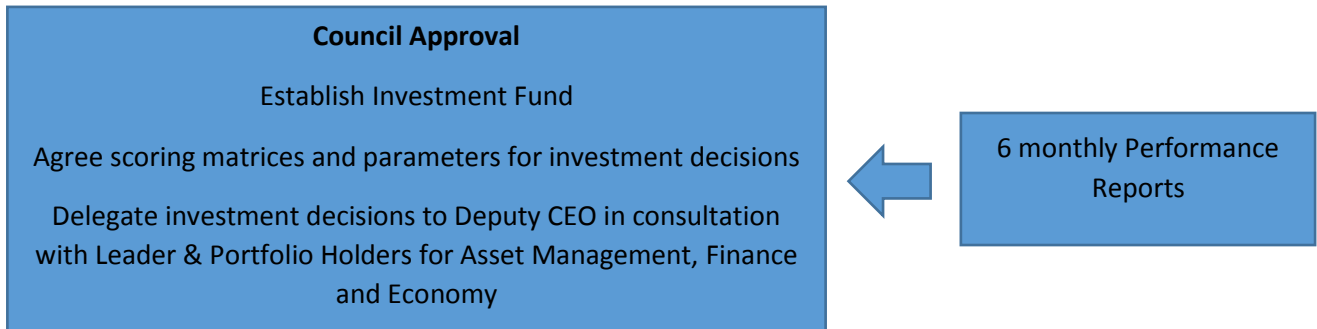 Council Approval
Establish Investment Fund
Agree scoring matrices and parameters for investment decisions
Delegate investment decisions to Deputy CEO in consultation
with Leader & Portfolio Holders for Asset Management, Finance
and Economy
6 monthly Performance
Reports